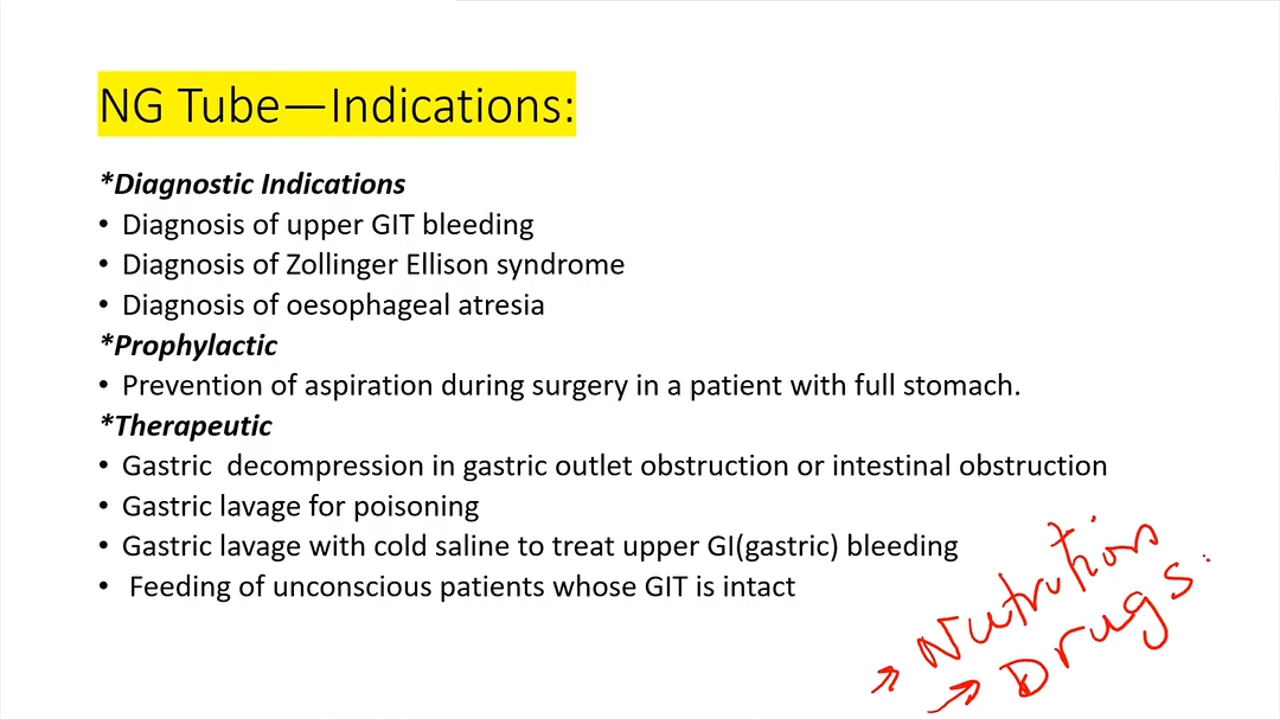 NG Tube—Indications:
*Diagnostic Indications
• Diagnosis of upper GIT bleeding
• Diagnosis of Zollinger Ellison syndrome
• Diagnosis of oesophageal atresia
*Prophylactic
• Prevention of aspiration during surgery in a patient with full stomach.
*Therapeutic
• Gastric  decompression in gastric outlet obstruction or intestinal obstruction
• Gastric lavage for poisoning
• Gastric lavage with cold saline to treat upper GI(gastric) bleeding
•  Feeding of unconscious patients whose GIT is intact
→ Nutrition
→ Drugs